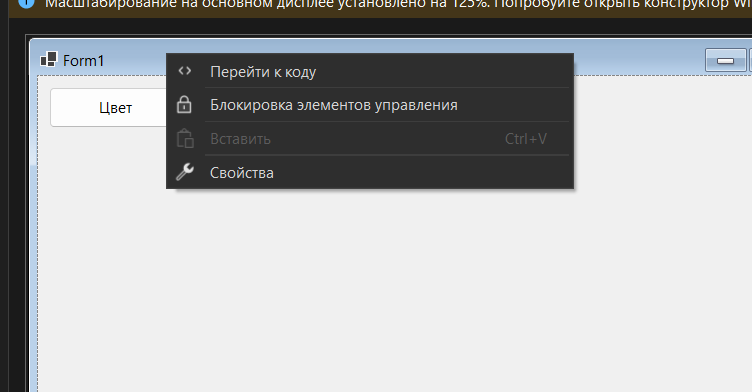 Масштабирование на основном дисплее установлено на 125%. Попробуйте открыть конструктор
Form1
Перейти к коду
Цвет
Блокировка элементов управления
Вставить Ctrl+V
Свойства